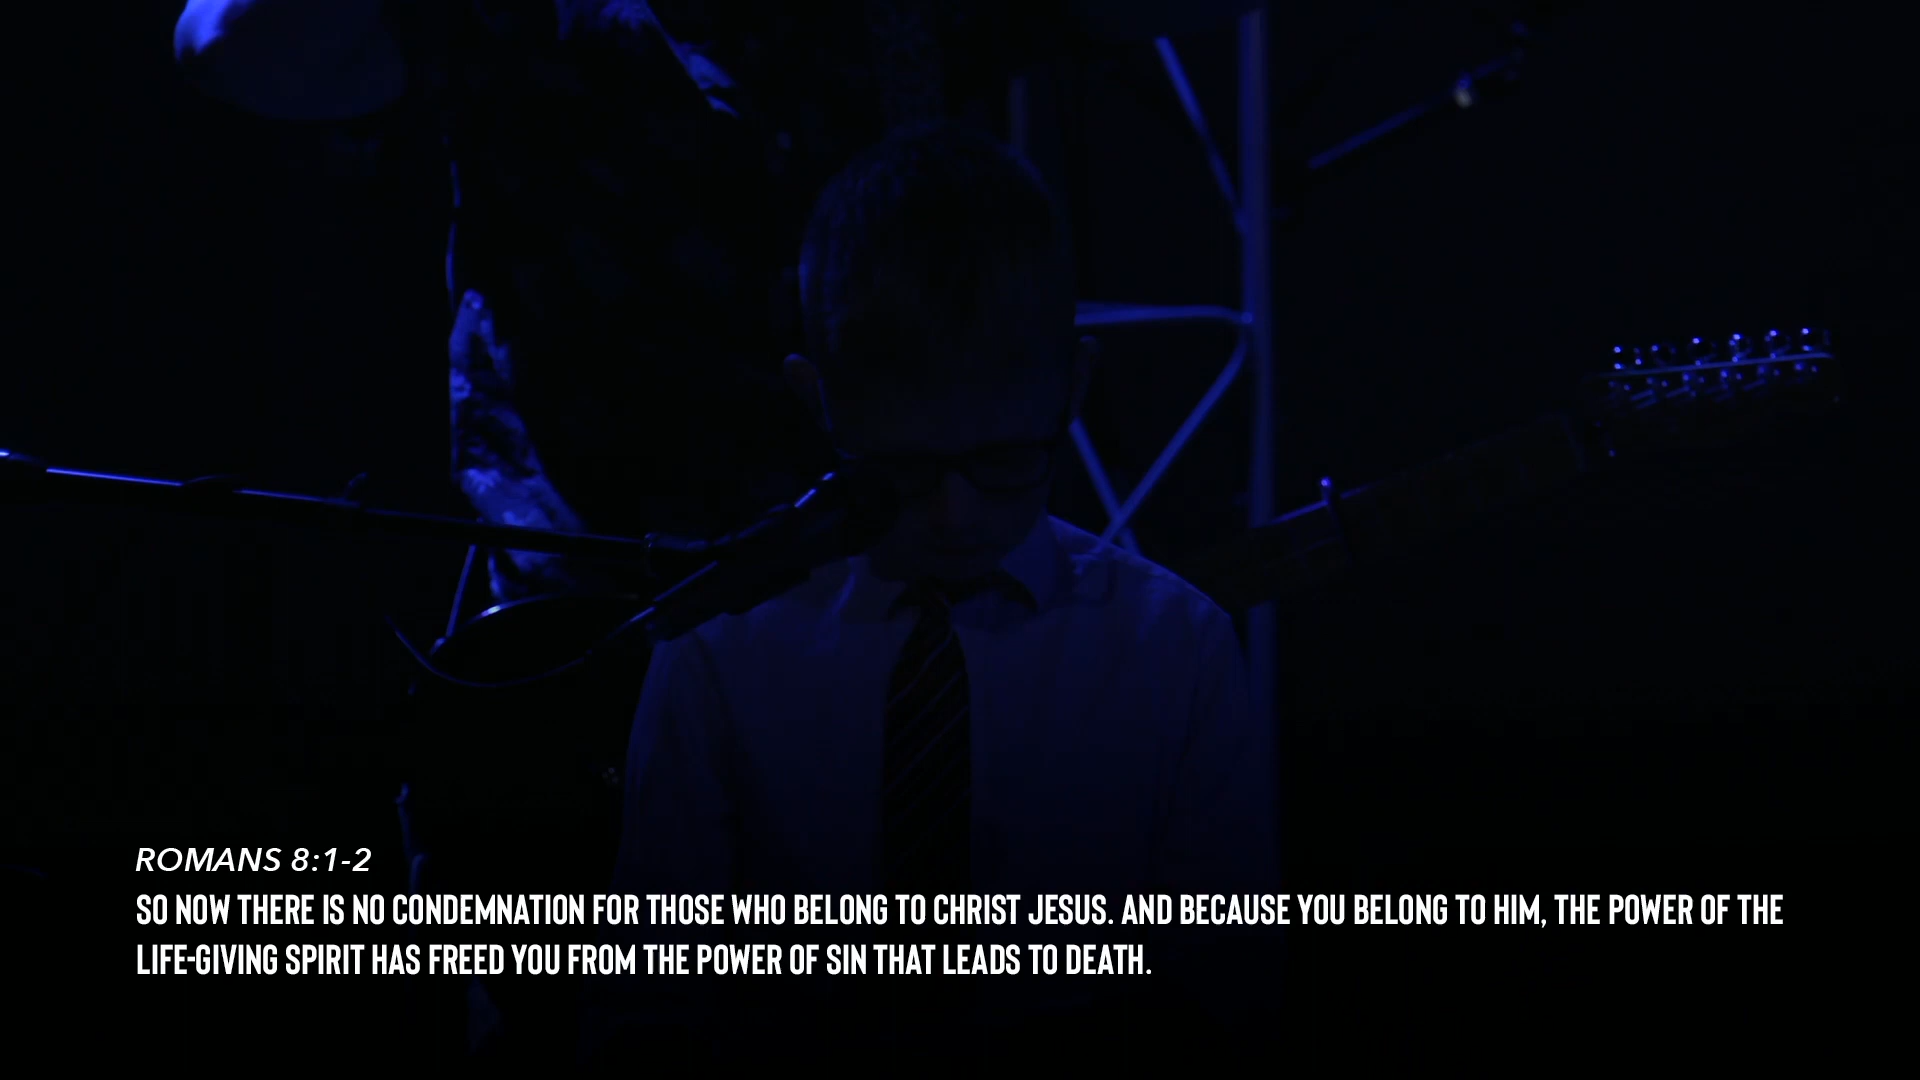 ROMANS 8:1-2
SO NOW THERE IS NO CONDEMNATION FOR THOSE WHO BELONG TO CHRIST JESUS. AND BECAUSE YOU BELONG TO HIM, THE POWER OF THE
LIFE-GIVING SPIRIT HAS FREED YOU FROM THE POWER OF SIN THAT LEADS TO DEATH.